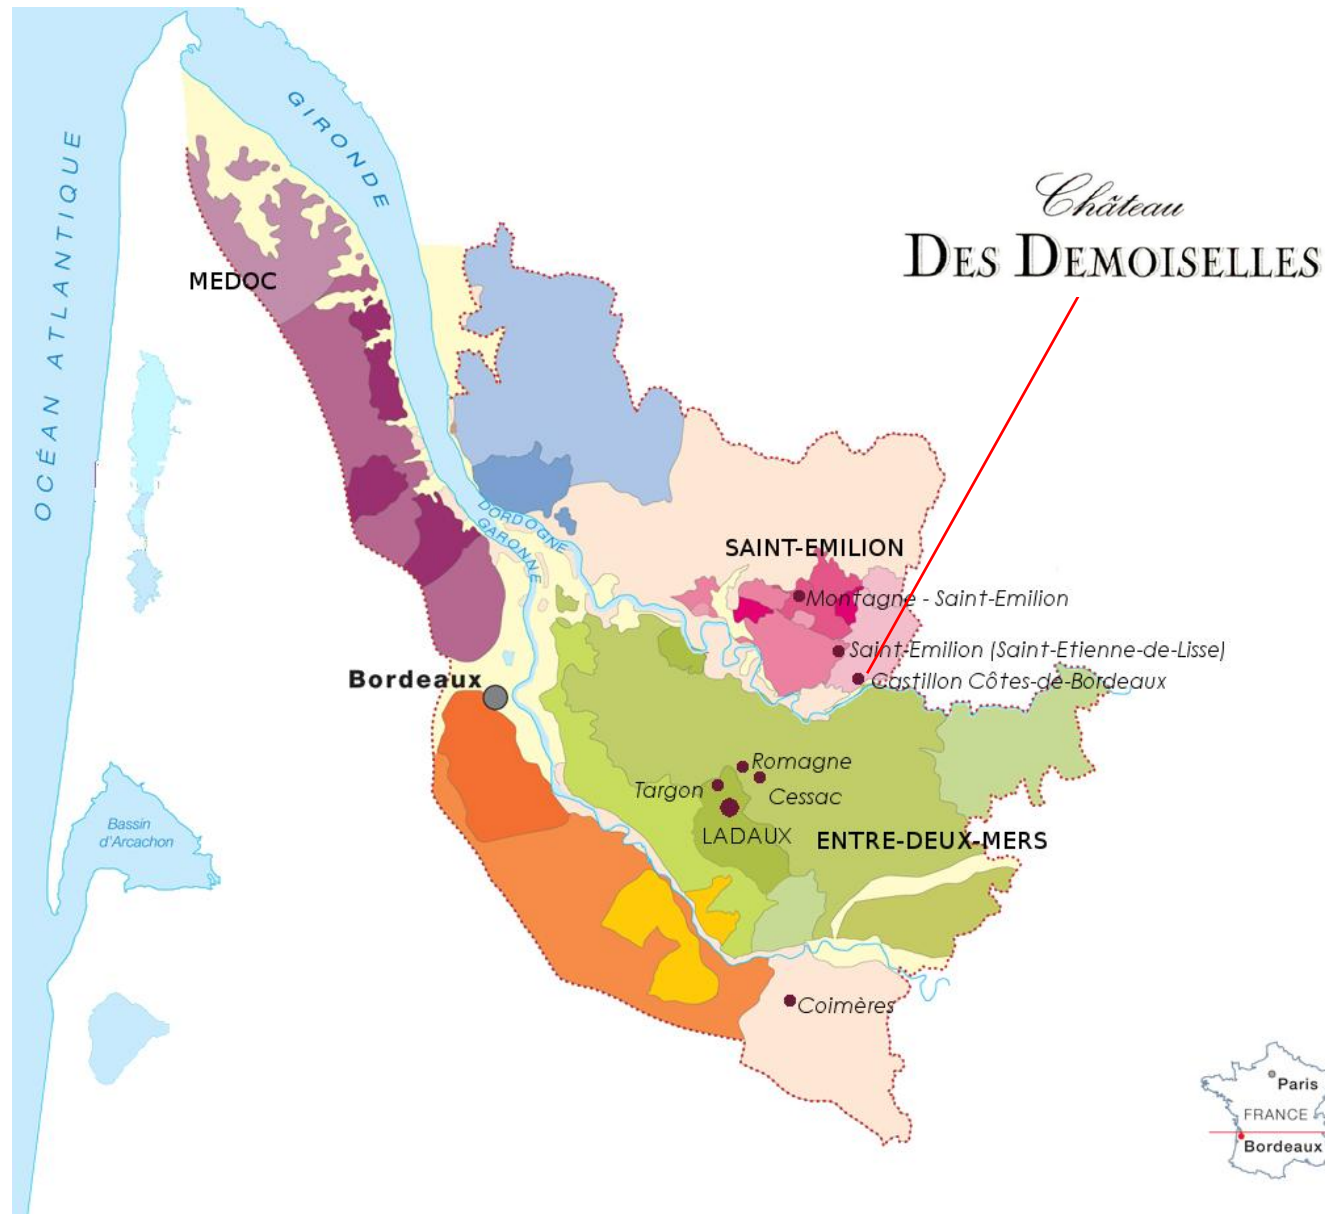 OCÉAN ATLANTIQUE
GIRONDE
Château
DES DEMOISELLES
MEDOC
DORDOGNE
GARONNE
SAINT-EMILION
Montagne - Saint-Emilion
Saint-Emilion (Saint-Etienne-de-Lisse)
Castillon Côtes-de-Bordeaux
Bordeaux
Romagne
Targon
Cessac
LADAUX
ENTRE-DEUX-MERS
Bassin
d'Arcachon
Coimères
Paris
FRANCE
Bordeaux